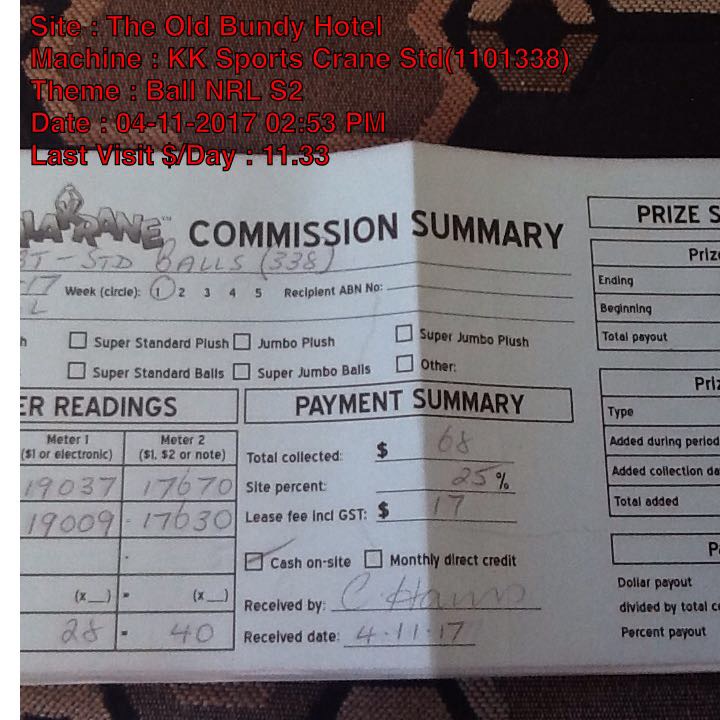 Site : The Old Bundy Hotel
Machine : KK Sports Crane Std(1101338)
Theme : Ball NRL S2
Date : 04-11-2017 02:53 PM
Last Visit $/Day : 11.33
COMMISSION SUMMARY
STD BALLS (338)
17 Week (circle): 1 2 3 4 5 Recipient ABN No:
L
Super Standard Plush Jumbo Plush Super Jumbo Plush
Super Standard Balls Super Jumbo Balls Other:
ER READINGS
Meter 1 Meter 2
($1 or electronic) ($1, $2 or note)
19037 17670
19009 - 17630
(x__) = (x__)
28 = 40
PAYMENT SUMMARY
Total collected: $ 68
Site percent: 25%
Lease fee incl GST: $ 17
Cash on-site Monthly direct credit
Received by:
Received date: 4.11.17
PRIZE S
Prize
Ending
Beginning
Total payout
Priz
Type
Added during period
Added collection da
Total added
P
Dollar payout
divided by total co
Percent payout